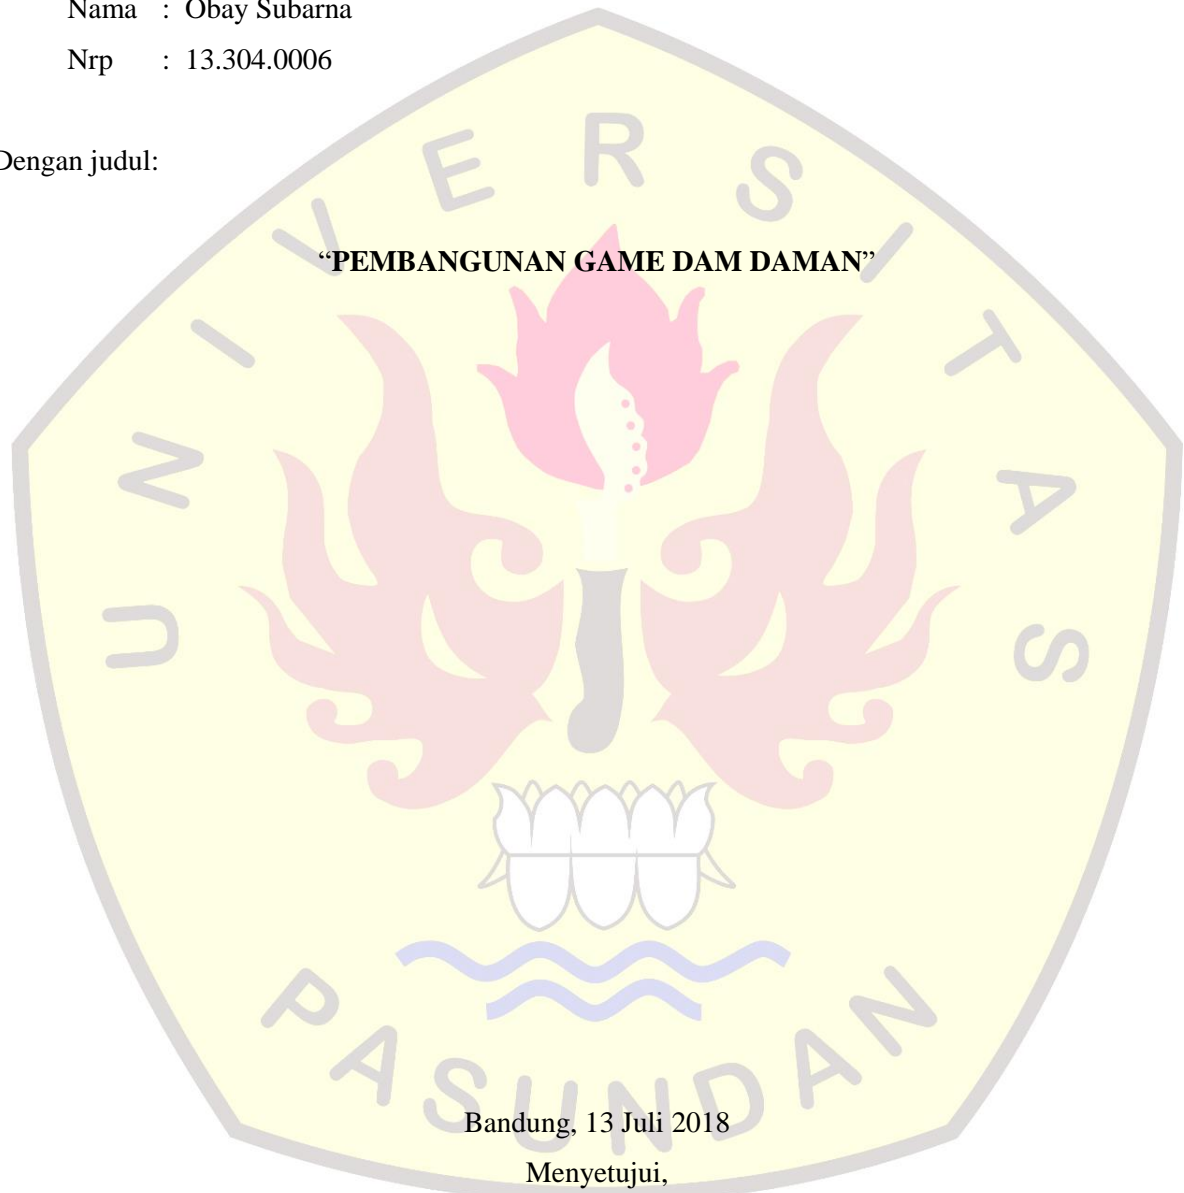 Nama : Obay Subarna
Nrp : 13.304.0006
Dengan judul:
“PEMBANGUNAN GAME DAM DAMAN”
UNIVERSITAS
PASUNDAN
Bandung, 13 Juli 2018
Menyetujui,